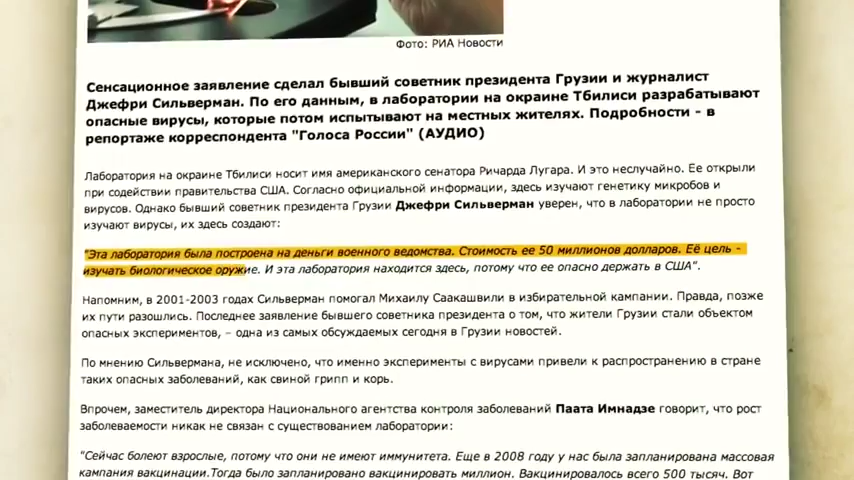 Фото: РИА Новости
Сенсационное заявление сделал бывший советник президента Грузии и журналист
Джефри Сильверман. По его данным, в лаборатории на окраине Тбилиси разрабатывают
опасные вирусы, которые потом испытывают на местных жителях. Подробности - в
репортаже корреспондента "Голоса России" (АУДИО)
Лаборатория на окраине Тбилиси носит имя американского сенатора Ричарда Лугара. И это неслучайно. Ее открыли
при содействии правительства США. Согласно официальной информации, здесь изучают генетику микробов и
вирусов. Однако бывший советник президента Грузии Джефри Сильверман уверен, что в лаборатории не просто
изучают вирусы, их здесь создают:
"Эта лаборатория была построена на деньги военного ведомства. Стоимость ее 50 миллионов долларов. Её цель -
изучать биологическое оружие. И эта лаборатория находится здесь, потому что ее опасно держать в США".
Напомним, в 2001-2003 годах Сильверман помогал Михаилу Саакашвили в избирательной кампании. Правда, позже
их пути разошлись. Последнее заявление бывшего советника президента о том, что жители Грузии стали объектом
опасных экспериментов, – одна из самых обсуждаемых сегодня в Грузии новостей.
По мнению Сильвермана, не исключено, что именно эксперименты с вирусами привели к распространению в стране
таких опасных заболеваний, как свиной грипп и корь.
Впрочем, заместитель директора Национального агентства контроля заболеваний Паата Имнадзе говорит, что рост
заболеваемости никак не связан с существованием лаборатории:
"Сейчас болеют взрослые, потому что они не имеют иммунитета. Еще в 2008 году у нас была запланирована массовая
кампания вакцинации.Тогда было запланировано вакцинировать миллион. Вакцинировалось всего 500 тысяч. Вот